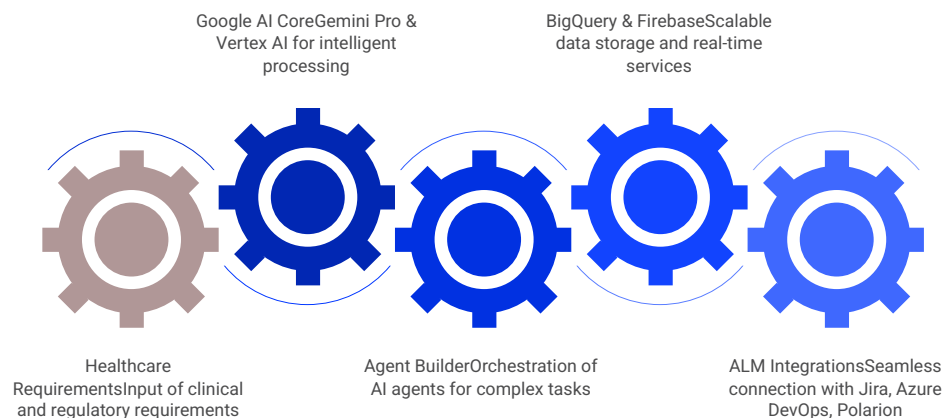 Google AI CoreGemini Pro &
Vertex AI for intelligent
processing
BigQuery & FirebaseScalable
data storage and real-time
services
Healthcare
RequirementsInput of clinical
and regulatory requirements
Agent BuilderOrchestration of
AI agents for complex tasks
ALM IntegrationsSeamless
connection with Jira, Azure
DevOps, Polarion